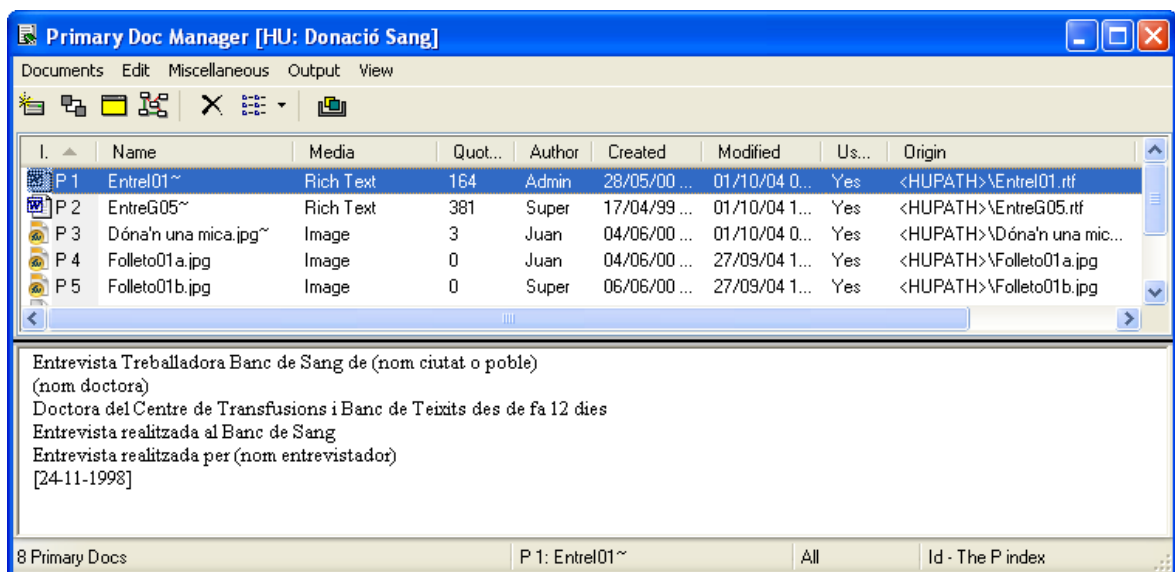 Primary Doc Manager [HU: Donació Sang]
Documents Edit Miscellaneous Output View
I. Name Media Quot... Author Created Modified Us... Origin
P 1 EntreI01~ Rich Text 164 Admin 28/05/00 ... 01/10/04 0... Yes <HUPATH>\EntreI01.rtf
P 2 EntreG05~ Rich Text 381 Super 17/04/99 ... 01/10/04 1... Yes <HUPATH>\EntreG05.rtf
P 3 Dóna'n una mica.jpg~ Image 3 Juan 04/06/00 ... 01/10/04 0... Yes <HUPATH>\Dóna'n una mic...
P 4 Folleto01a.jpg Image 0 Juan 04/06/00 ... 27/09/04 1... Yes <HUPATH>\Folleto01a.jpg
P 5 Folleto01b.jpg Image 0 Super 06/06/00 ... 27/09/04 1... Yes <HUPATH>\Folleto01b.jpg
Entrevista Treballadora Banc de Sang de (nom ciutat o poble)
(nom doctora)
Doctora del Centre de Transfusions i Banc de Teixits des de fa 12 dies
Entrevista realitzada al Banc de Sang
Entrevista realitzada per (nom entrevistador)
[24-11-1998]
8 Primary Docs P 1: EntreI01~ All Id - The P index